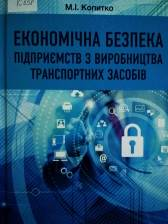 М.І. Копитко
ЕКОНОМІЧНА БЕЗПЕКА
ПІДПРИЄМСТВ З ВИРОБНИЦТВА
ТРАНСПОРТНИХ ЗАСОБІВ